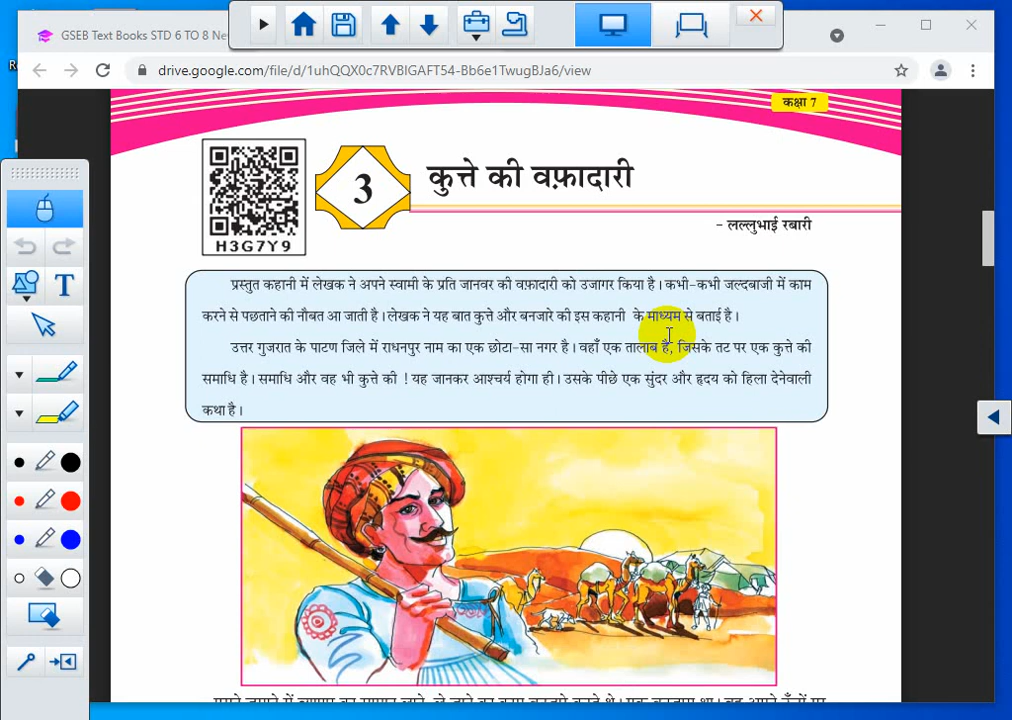 GSEB Text Books STD 6 TO 8 Ne
drive.google.com/file/d/1uhQQX0c7RVBIGAFT54-Bb6e1TwugBJa6/view
कक्षा 7
H3G7Y9
3
कुत्ते की वफ़ादारी
- लल्लुभाई रबारी
प्रस्तुत कहानी में लेखक ने अपने स्वामी के प्रति जानवर की वफ़ादारी को उजागर किया है। कभी-कभी जल्दबाजी में काम
करने से पछताने की नौबत आ जाती है। लेखक ने यह बात कुत्ते और बनजारे की इस कहानी के माध्यम से बताई है।
उत्तर गुजरात के पाटण जिले में राधनपुर नाम का एक छोटा-सा नगर है। वहाँ एक तालाब है, जिसके तट पर एक कुत्ते की
समाधि है। समाधि और वह भी कुत्ते की ! यह जानकर आश्चर्य होगा ही। उसके पीछे एक सुंदर और हृदय को हिला देनेवाली
कथा है।
T